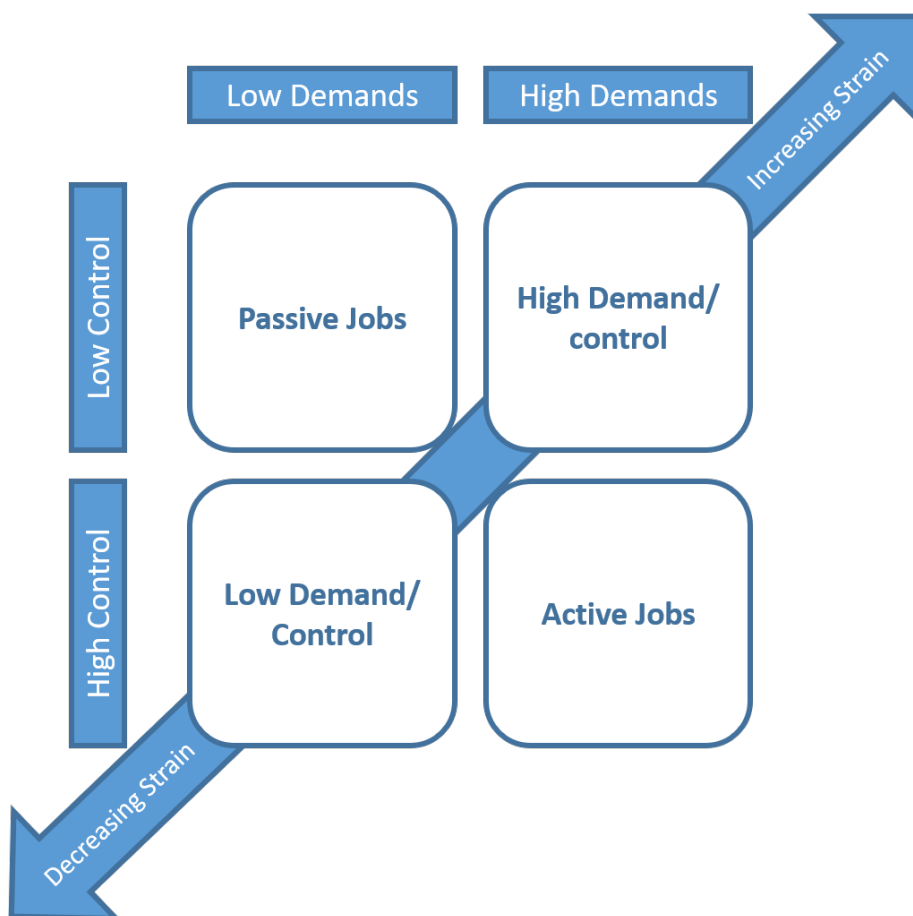 Low Demands
High Demands
Increasing Strain
Low Control
Passive Jobs
High Demand/
control
High Control
Low Demand/
Control
Active Jobs
Decreasing Strain